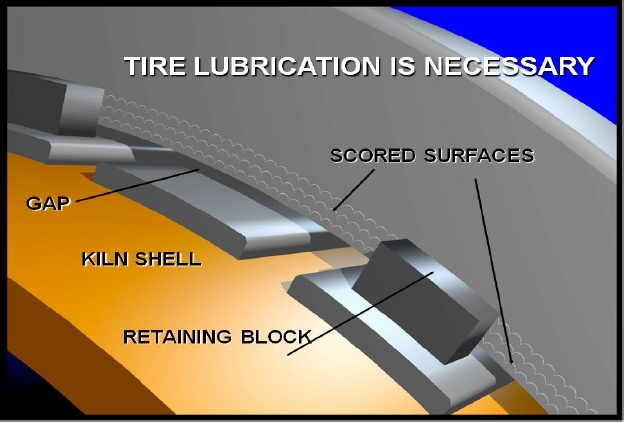 TIRE LUBRICATION IS NECESSARY
SCORED SURFACES
GAP
KILN SHELL
RETAINING BLOCK